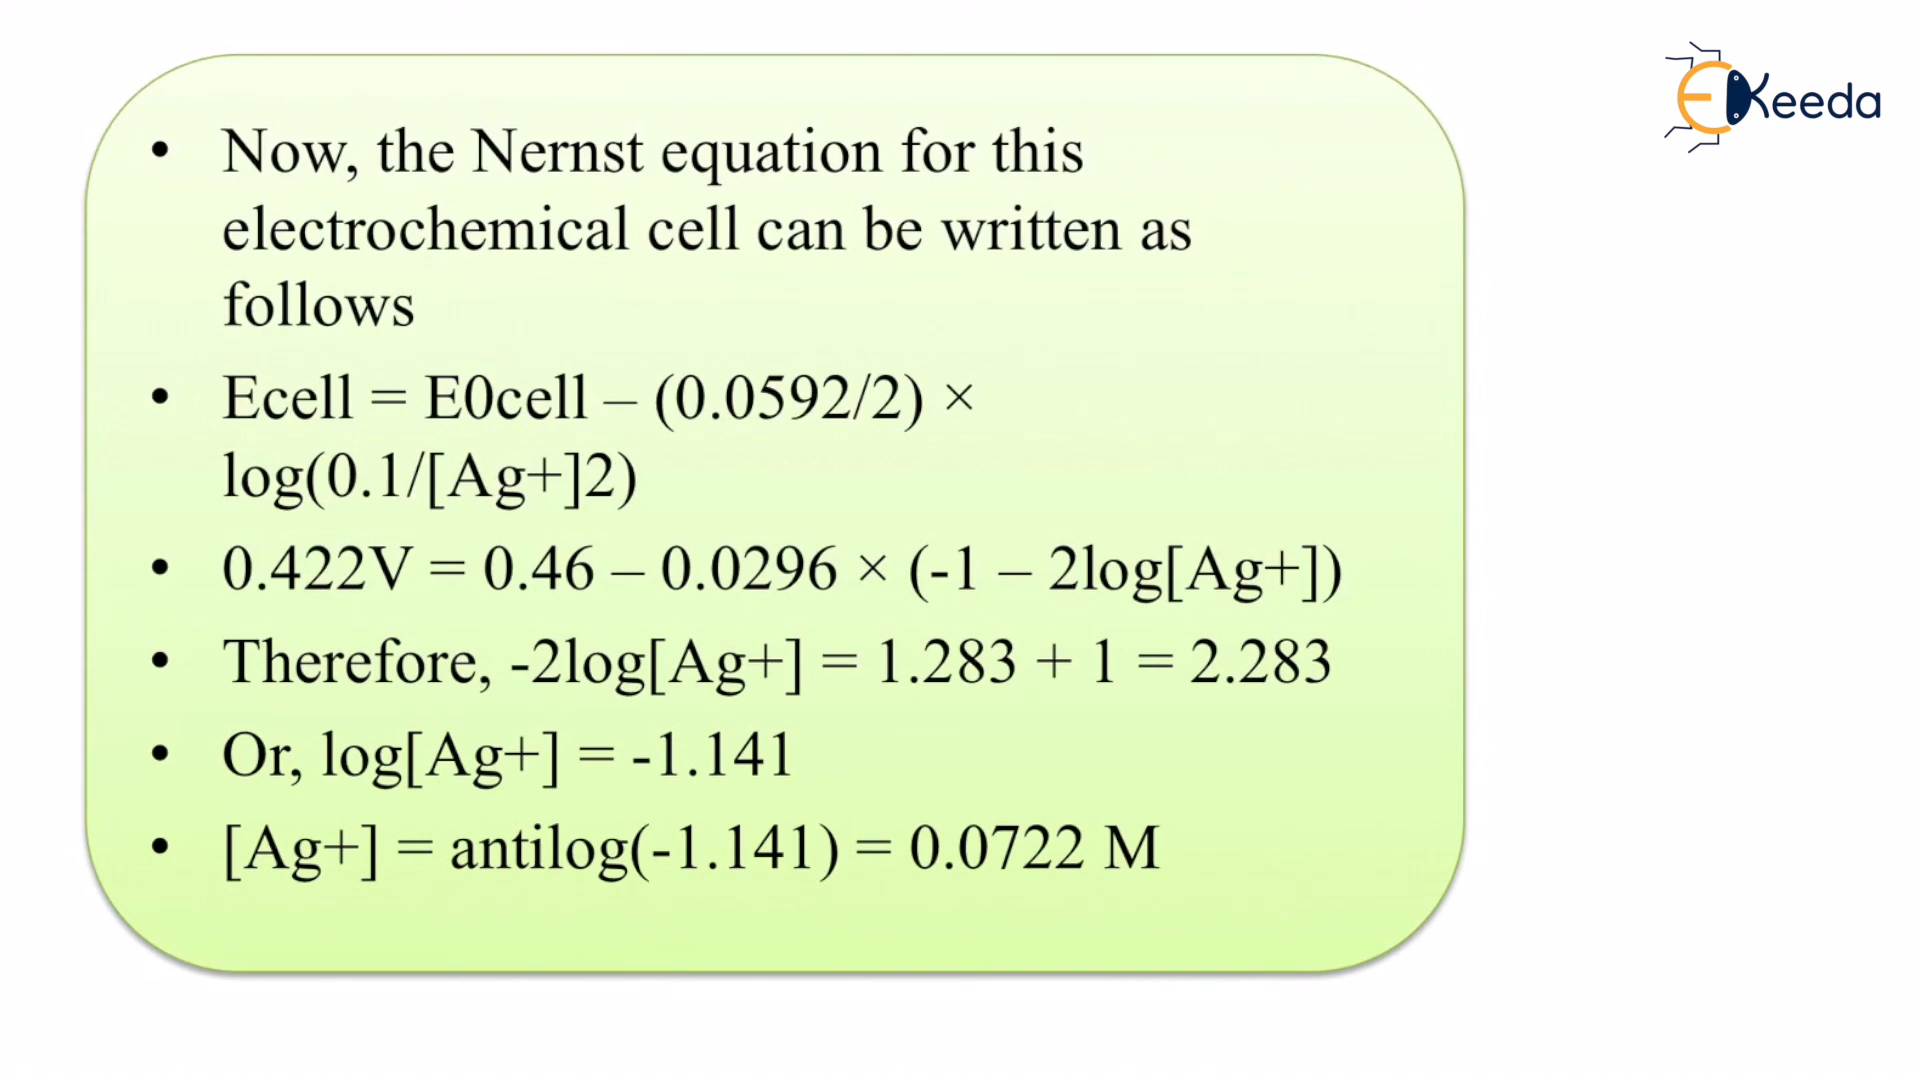 EKeeda
• Now, the Nernst equation for this
electrochemical cell can be written as
follows
• Ecell = E0cell – (0.0592/2) ×
log(0.1/[Ag+]2)
• 0.422V = 0.46 – 0.0296 × (-1 – 2log[Ag+])
• Therefore, -2log[Ag+] = 1.283 + 1 = 2.283
• Or, log[Ag+] = -1.141
• [Ag+] = antilog(-1.141) = 0.0722 M